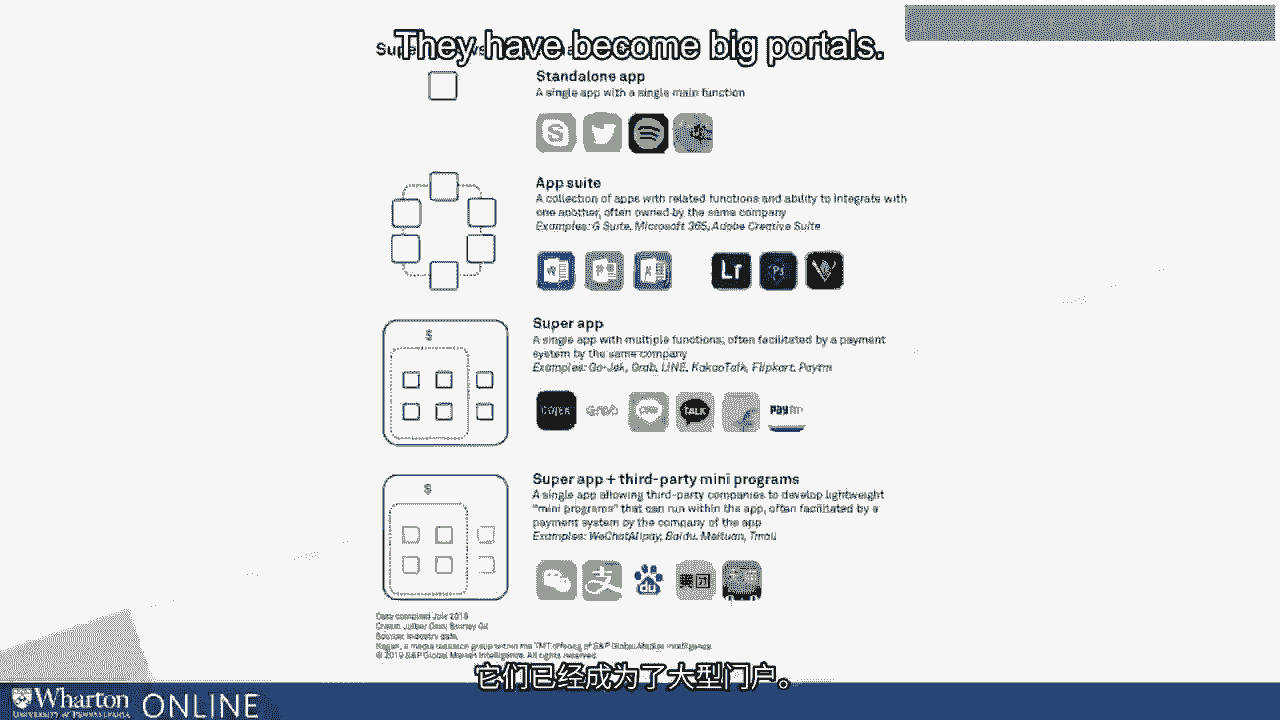 They have become big portals.
Standalone app
A single app with a single main function
App suite
A collection of apps with related functions and ability to integrate with
one another, often owned by the same company
Examples: G Suite, Microsoft 365, Adobe Creative Suite
Lr
Ps
Super app
$
A single app with multiple functions, often facilitated by a payment
system by the same company
Examples: Go-Jek, Grab, LINE, KakaoTalk, Flipkart, Paytm
GOJEK
Grab
LINE
TALK
Paytm
Super app + third-party mini programs
$
A single app allowing third-party companies to develop lightweight
“mini programs” that can run within the app, often facilitated by a
payment system by the company of the app
Examples: WeChatAlipay, Baidu, Meituan, Tmall
支
du
美团
Data compiled July 2019
Source: Industry data
Kagan, a media research group within the TMT offering of S&P Global Market Intelligence
© 2019 S&P Global Market Intelligence. All rights reserved.
它们已经成为了大型门户。
Wharton
UNIVERSITY of PENNSYLVANIA
ONLINE